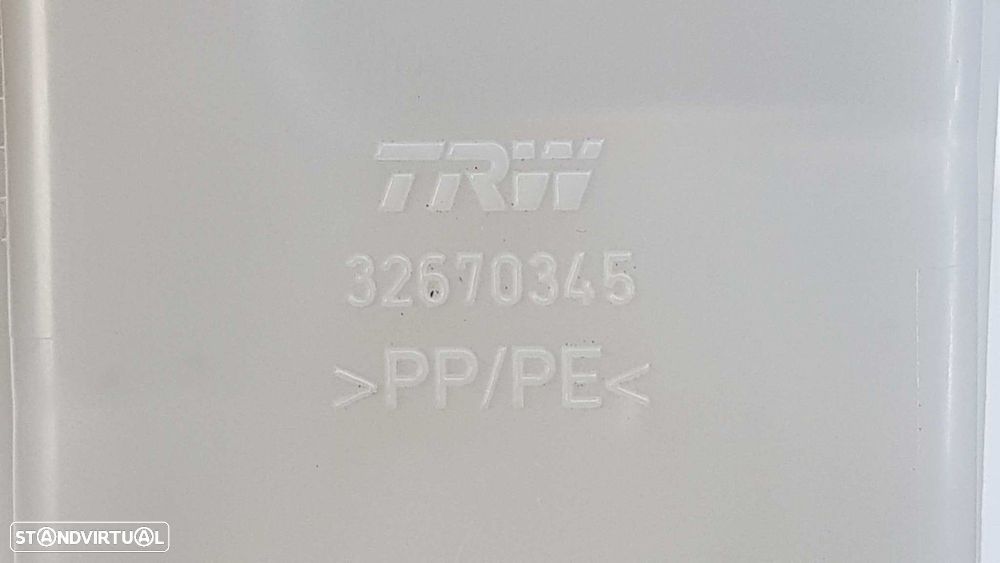 TRW
32670345
>PP/PE<
STANDVIRTUAL